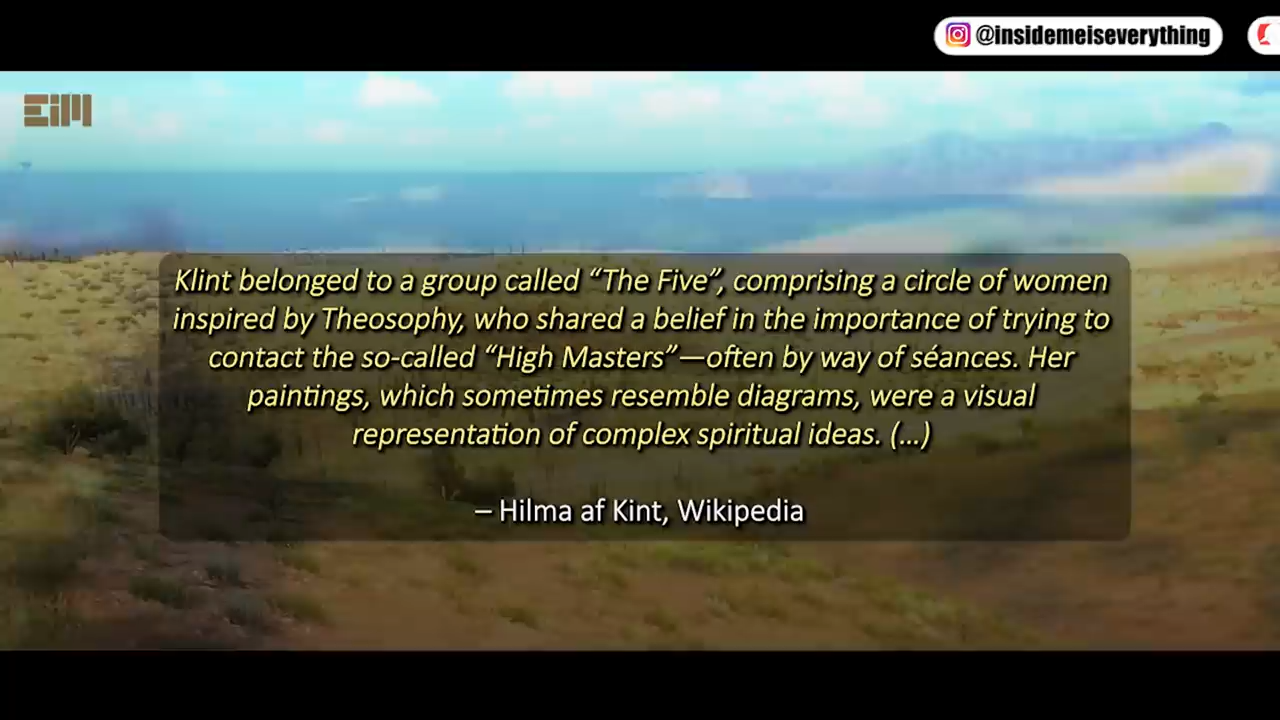 @insidemeiseverything
EiM
Klint belonged to a group called “The Five”, comprising a circle of women
inspired by Theosophy, who shared a belief in the importance of trying to
contact the so-called “High Masters”—often by way of séances. Her
paintings, which sometimes resemble diagrams, were a visual
representation of complex spiritual ideas. (...)
– Hilma af Kint, Wikipedia